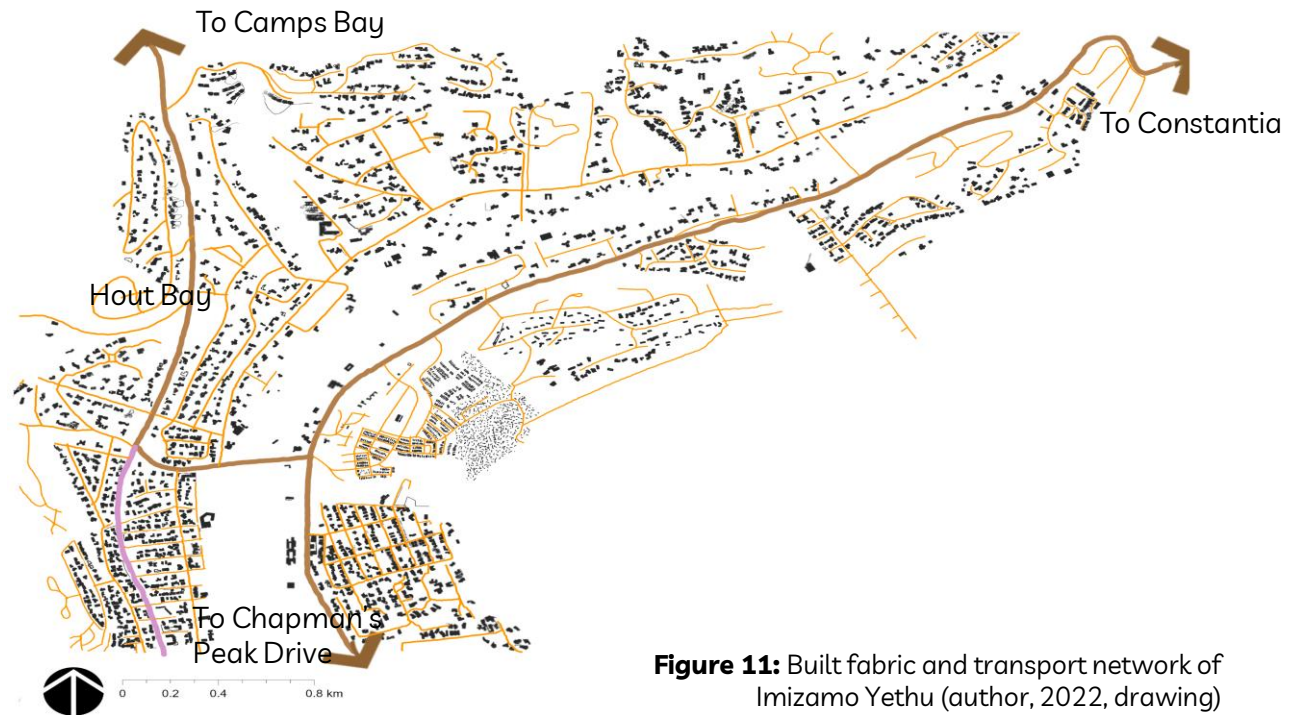 To Camps Bay
To Constantia
Hout Bay
To Chapman's
Peak Drive
0 0.2 0.4 0.8 km
Figure 11: Built fabric and transport network of
Imizamo Yethu (author, 2022, drawing)